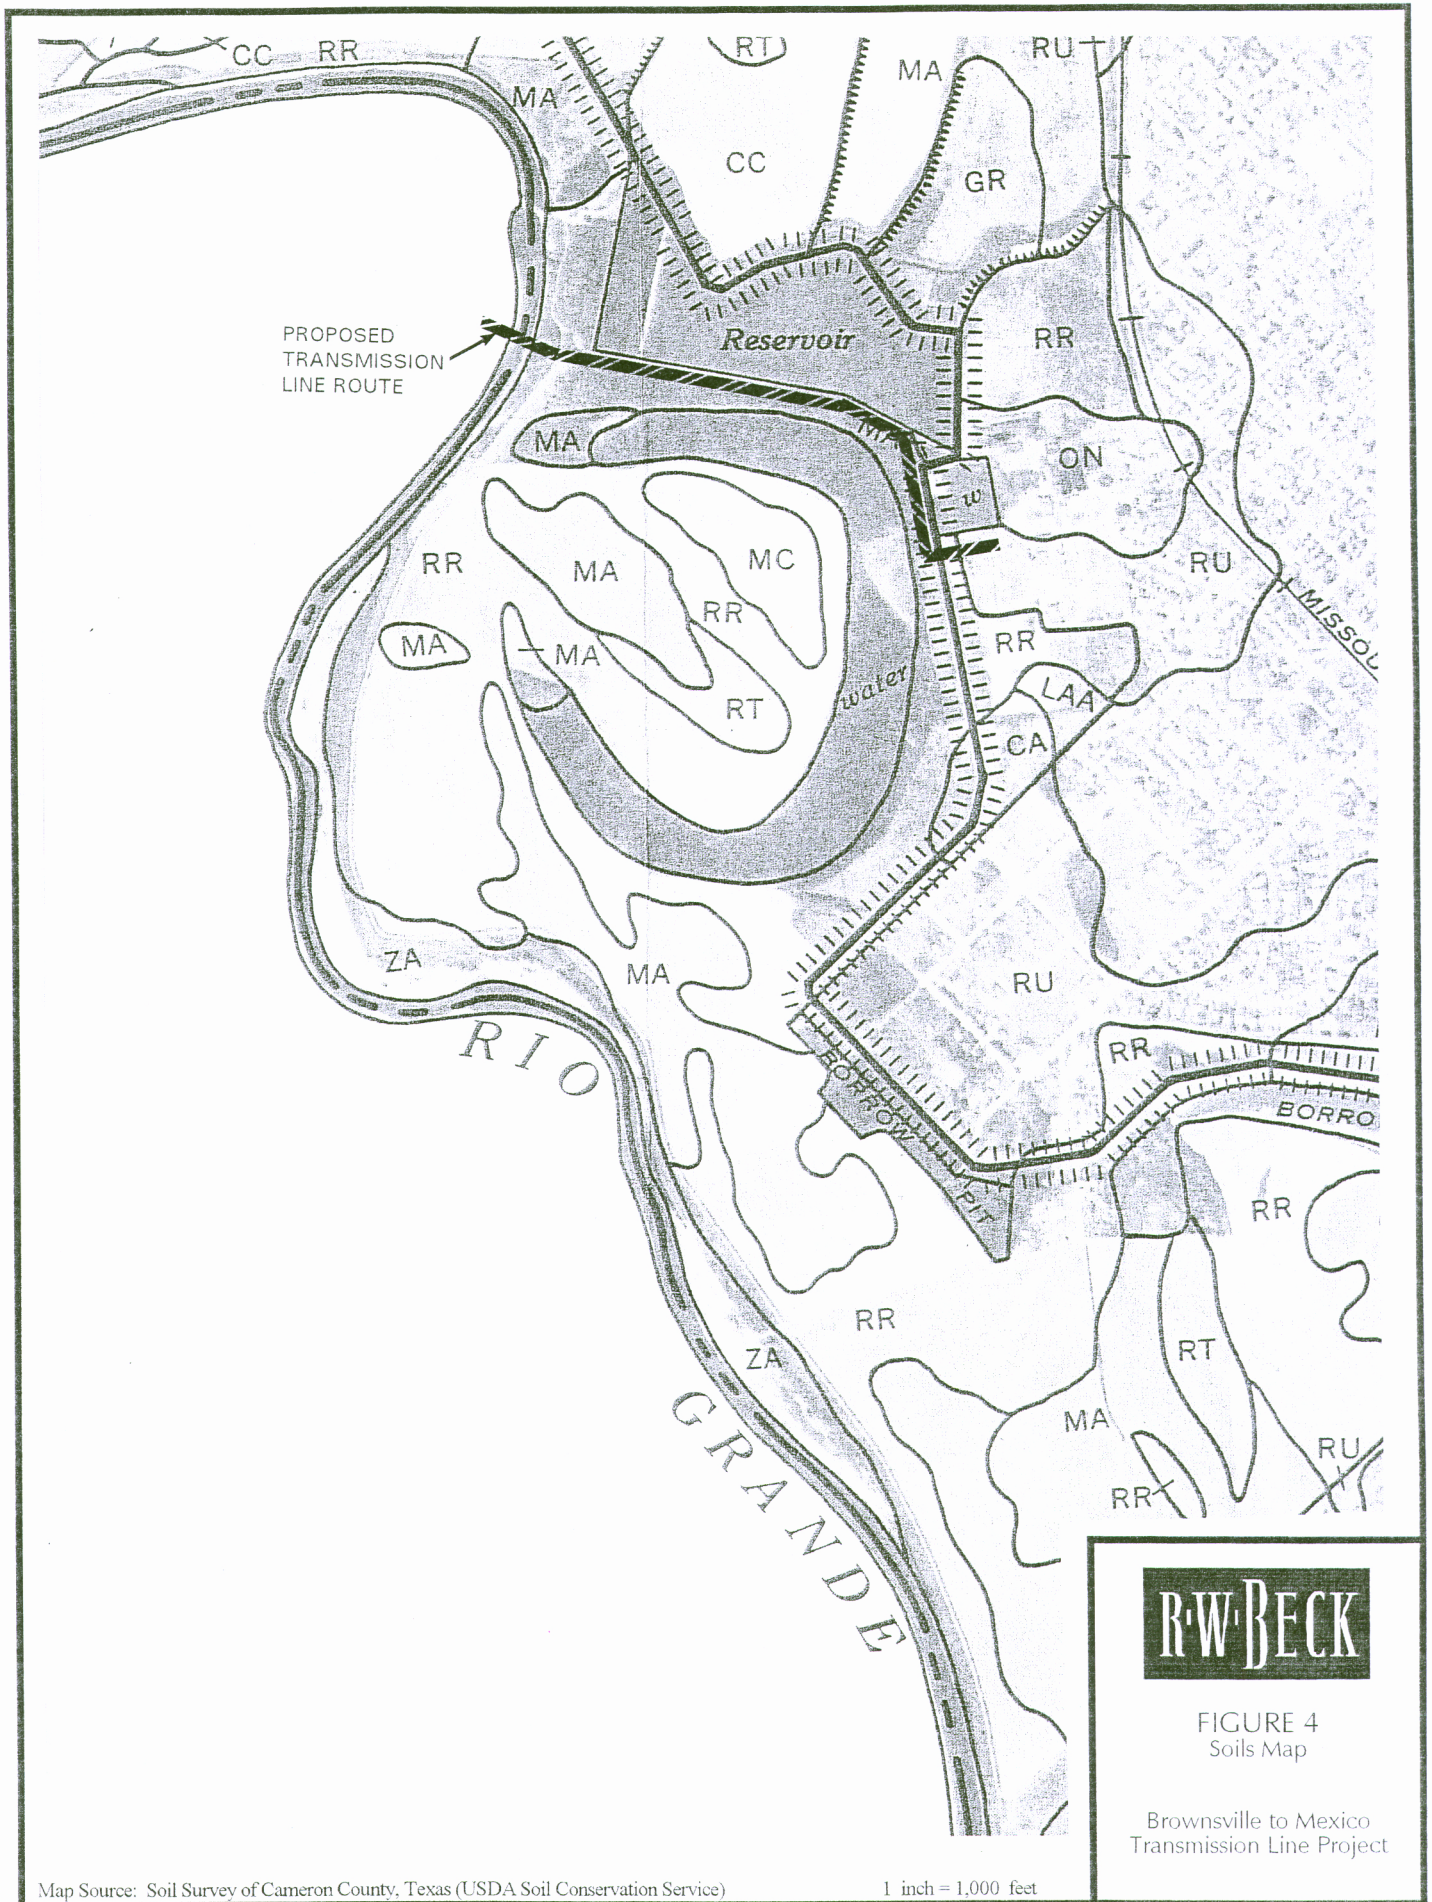 CC RR
RT
MA
RU
MA
CC
GR
PROPOSED
TRANSMISSION
LINE ROUTE
Reservoir
RR
MA
MA
ON
w
RR
MA
MC
RU
RR
MISSOU
MA
MA
RR
LAA
RT
water
CA
ZA
MA
RU
RIO
RR
BORROW
PIT
BORRO
RR
RR
ZA
RT
GRANDE
MA
RU
RR
R·W·BECK
FIGURE 4
Soils Map
Brownsville to Mexico
Transmission Line Project
Map Source: Soil Survey of Cameron County, Texas (USDA Soil Conservation Service)
1 inch = 1,000 feet